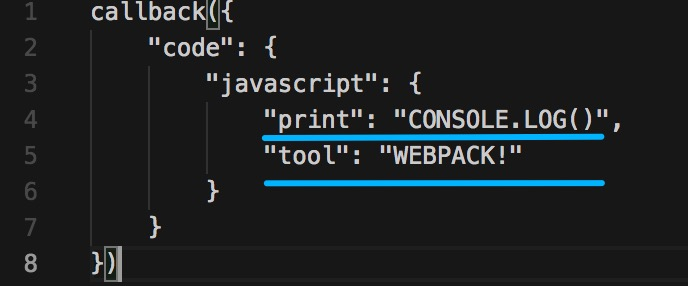 1 callback({
2 "code": {
3 "javascript": {
4 "print": "CONSOLE.LOG()",
5 "tool": "WEBPACK!"
6 }
7 }
8 })